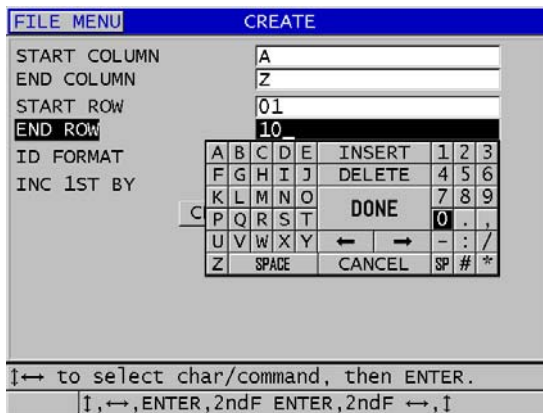 FILE MENU CREATE
START COLUMN A
END COLUMN Z
START ROW 01
END ROW 10_
ID FORMAT
INC 1ST BY
A B C D E INSERT 1 2 3
F G H I J DELETE 4 5 6
K L M N O DONE 7 8 9
C P Q R S T 0 . ,
U V W X Y ← → - : /
Z SPACE CANCEL SP # *
↕↔ to select char/command, then ENTER.
↕,↔,ENTER,2ndF ENTER,2ndF ↔,↕